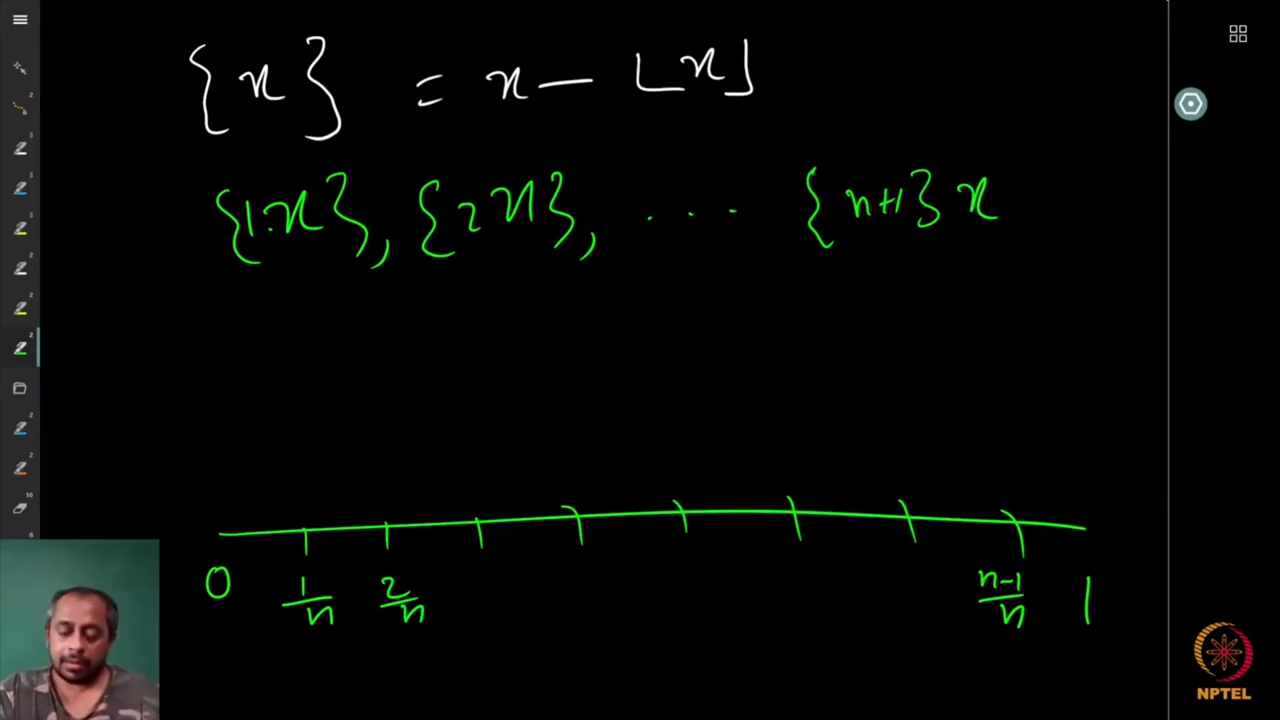 {x} = x - ⌊x⌋
{1.x}, {2x}, .... {n+1}x
0 1/n 2/n n-1/n 1
NPTEL